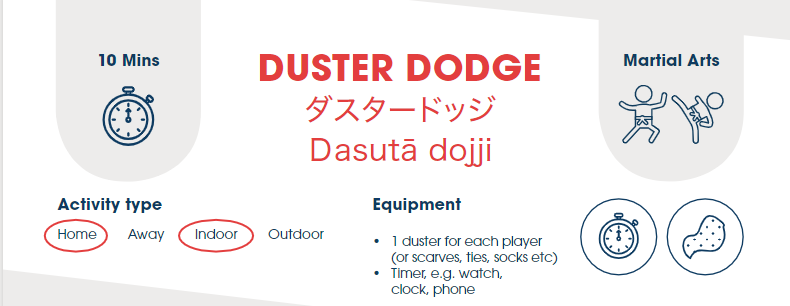 10 Mins
DUSTER DODGE
Martial Arts
ダスタードッジ
Dasutā dojji
Activity type
Home Away Indoor Outdoor
Equipment
• 1 duster for each player
(or scarves, ties, socks etc)
• Timer, e.g. watch,
clock, phone